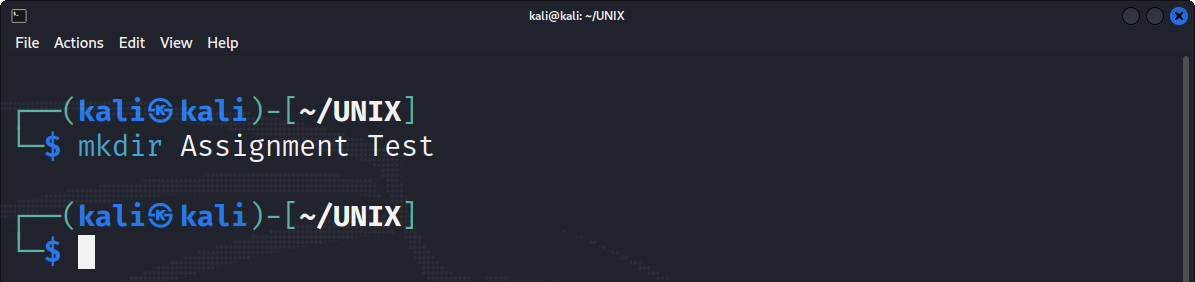 kali@kali: ~/UNIX
File Actions Edit View Help
┌──(kali㉿kali)-[~/UNIX]
└─$ mkdir Assignment Test
┌──(kali㉿kali)-[~/UNIX]
└─$